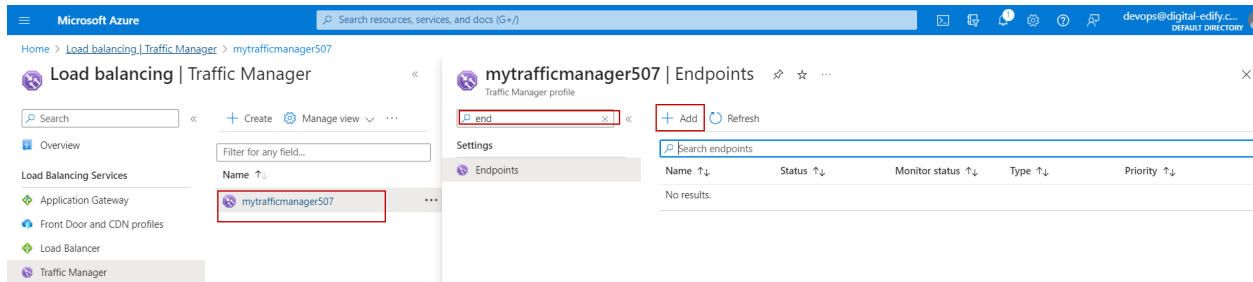 Microsoft Azure
Search resources, services, and docs (G+/)
1
devops@digital-edify.c...
DEFAULT DIRECTORY
Home > Load balancing | Traffic Manager > mytrafficmanager507
Load balancing | Traffic Manager
«
Search
«
Overview
Load Balancing Services
Application Gateway
Front Door and CDN profiles
Load Balancer
Traffic Manager
+ Create
Manage view
...
Filter for any field...
Name ↑↓
mytrafficmanager507
...
mytrafficmanager507 | Endpoints
...
Traffic Manager profile
end
«
Settings
Endpoints
+ Add
Refresh
Search endpoints
Name ↑↓ Status ↑↓ Monitor status ↑↓ Type ↑↓ Priority ↑↓
No results.